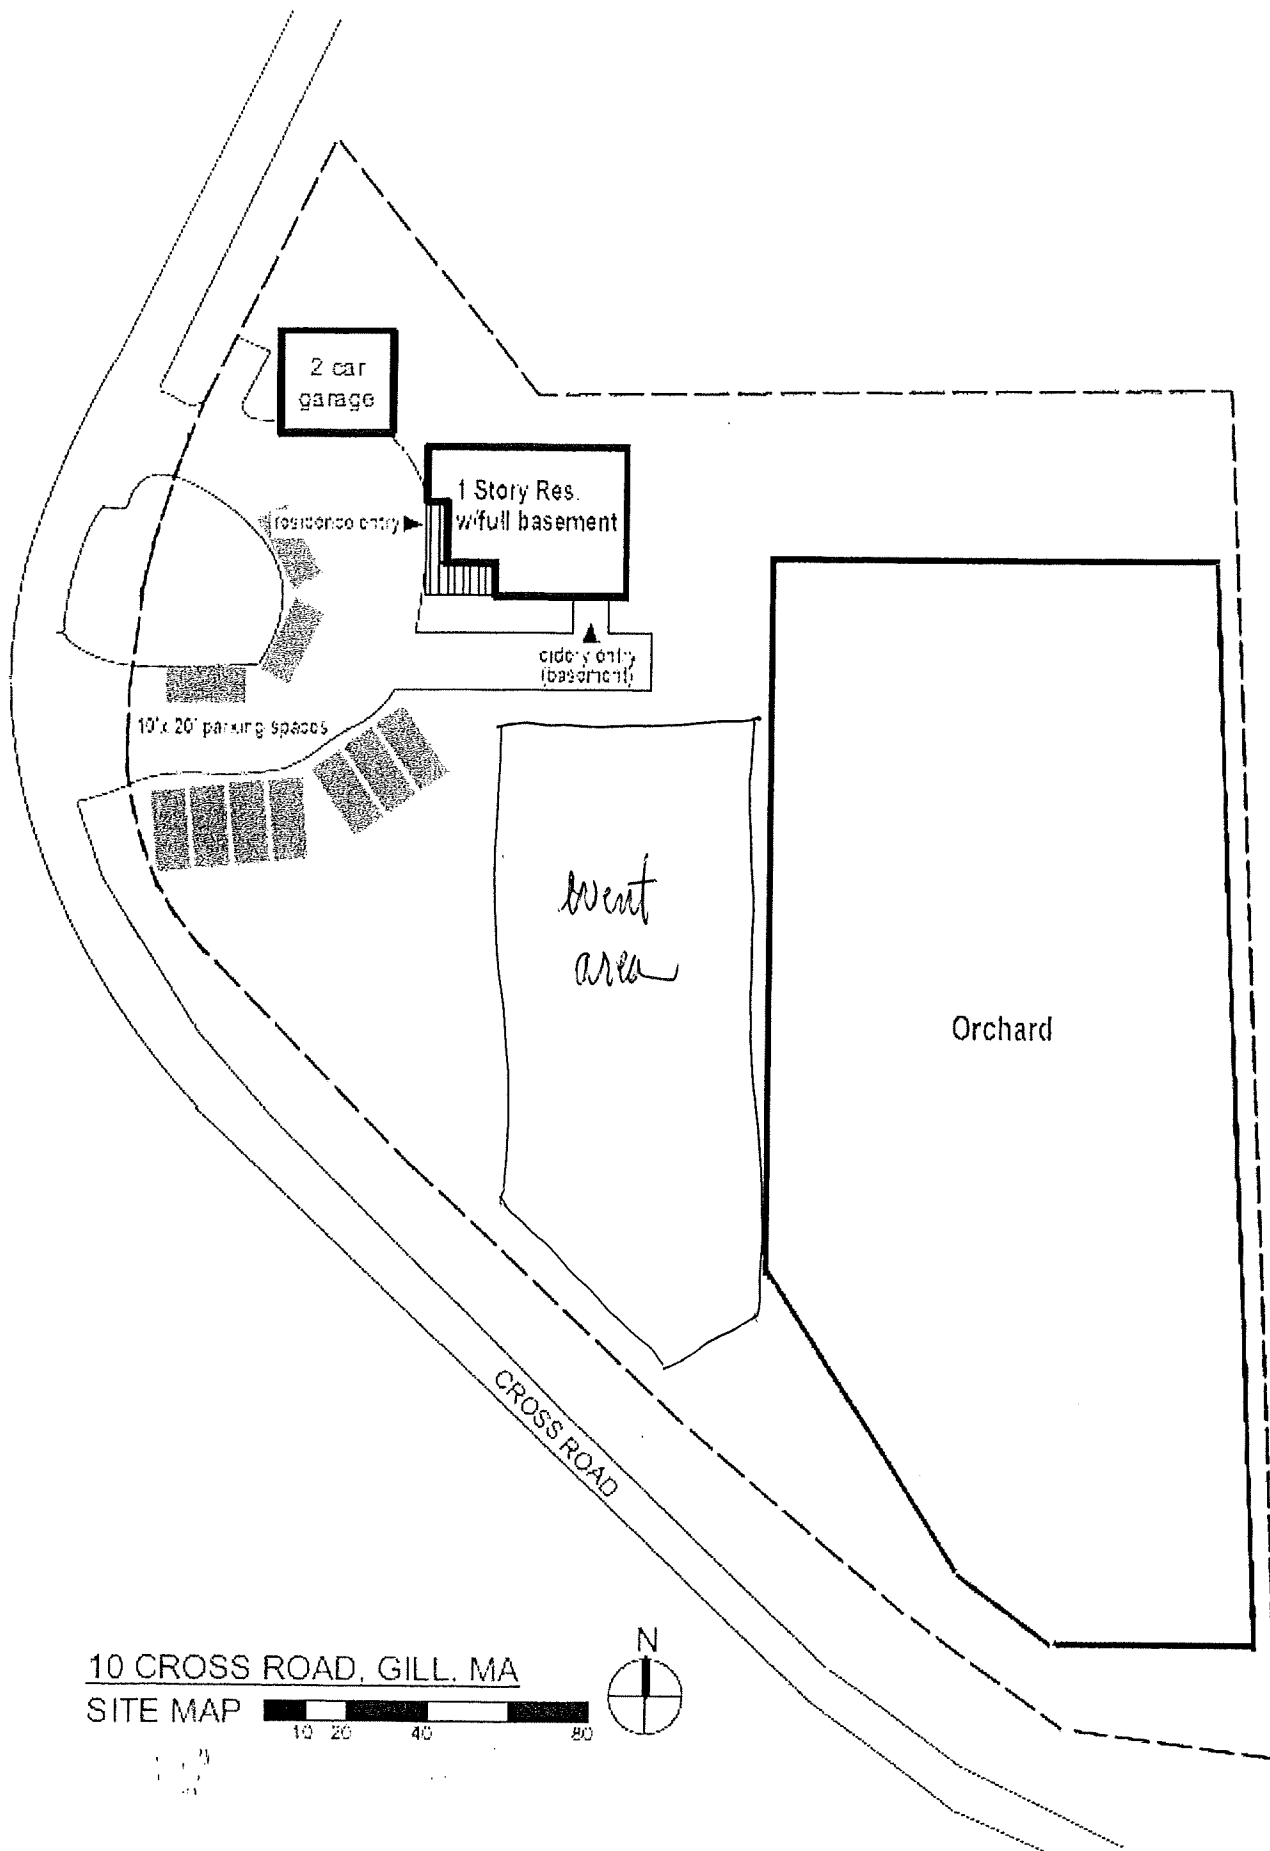 2 car
garage
1 Story Res.
w/full basement
residence entry
cidery entry
(basement)
10'x 20' parking spaces
event
area
Orchard
CROSS ROAD
10 CROSS ROAD, GILL. MA
SITE MAP
10 20 40 80
N